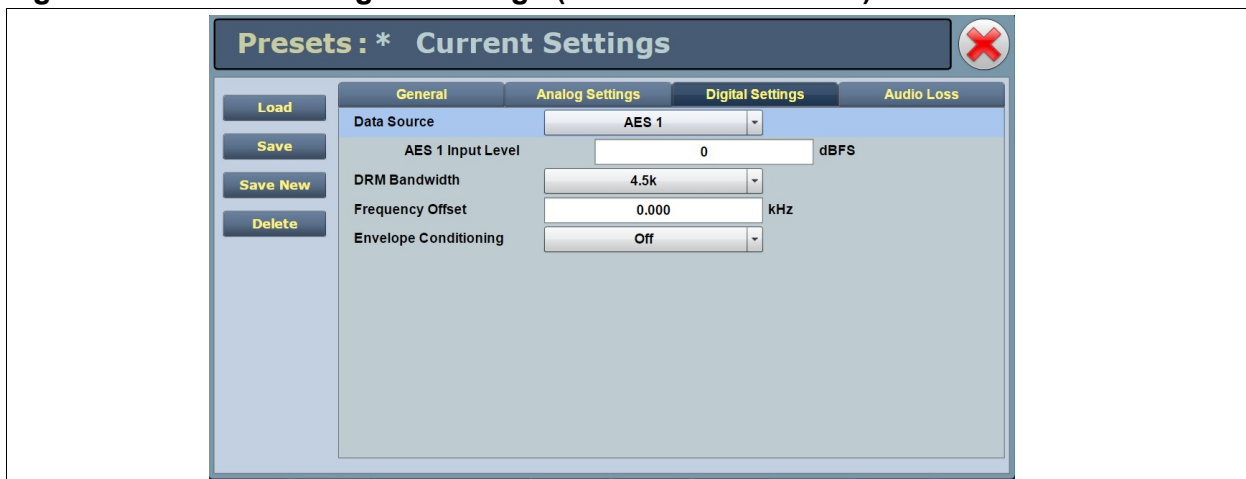 Presets: * Current Settings
Load
Save
Save New
Delete
General Analog Settings Digital Settings Audio Loss
Data Source AES 1
AES 1 Input Level 0 dBFS
DRM Bandwidth 4.5k
Frequency Offset 0.000 kHz
Envelope Conditioning Off